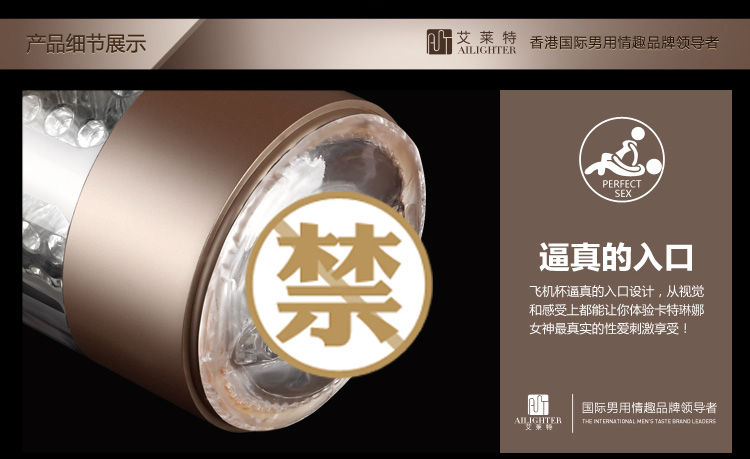 产品细节展示
艾莱特
AILIGHTER
香港国际男用情趣品牌领导者
禁
PERFECT
SEX
逼真的入口
飞机杯逼真的入口设计，从视觉
和感受上都能让你体验卡特琳娜
女神最真实的性爱刺激享受！
AILIGHTER
艾莱特
国际男用情趣品牌领导者
THE INTERNATIONAL MEN'S TASTE BRAND LEADERS